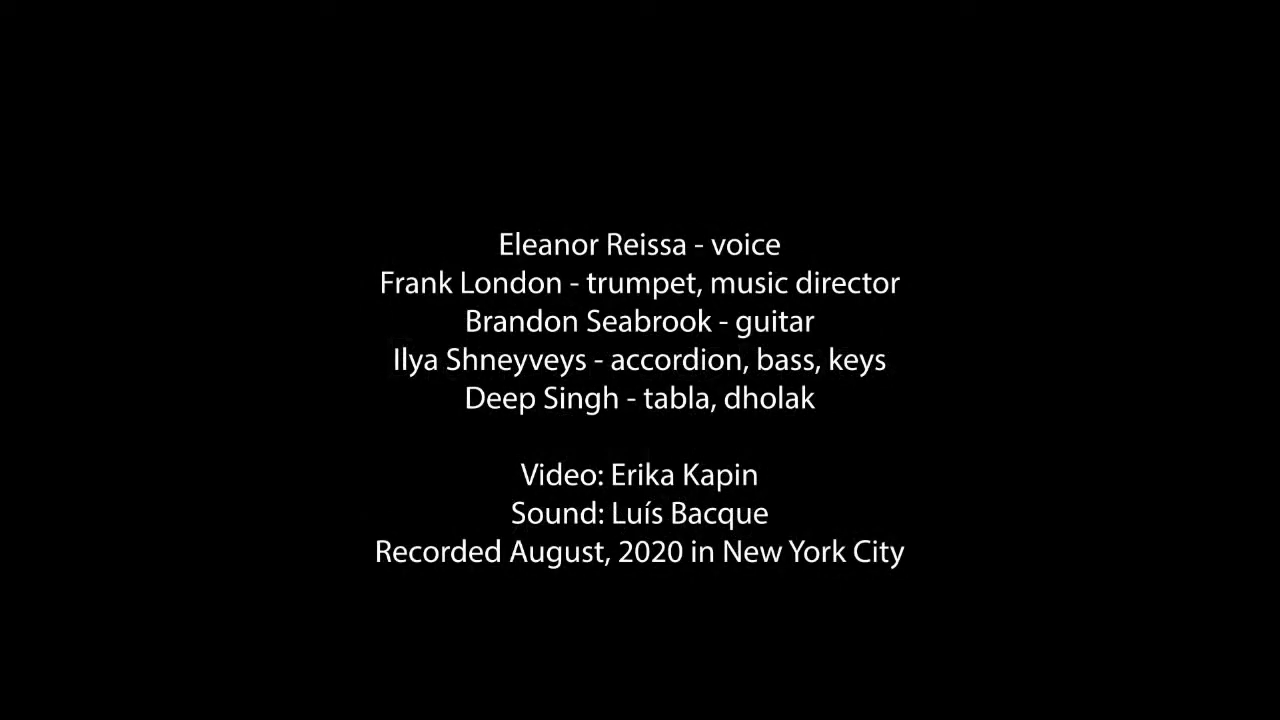 Eleanor Reissa - voice
Frank London - trumpet, music director
Brandon Seabrook - guitar
Ilya Shneyveys - accordion, bass, keys
Deep Singh - tabla, dholak
Video: Erika Kapin
Sound: Luís Bacque
Recorded August, 2020 in New York City